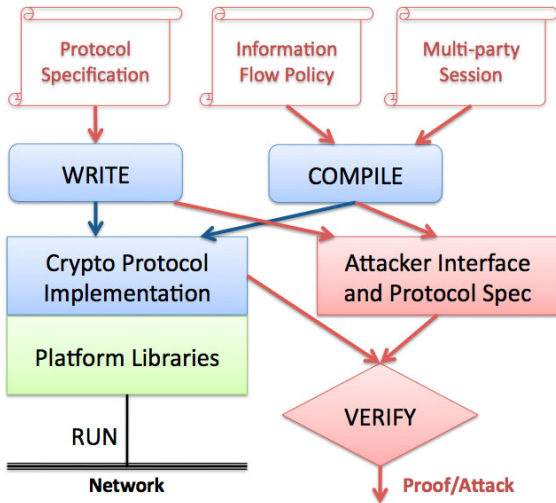 Protocol
Specification
Information
Flow Policy
Multi-party
Session
WRITE
COMPILE
Crypto Protocol
Implementation
Attacker Interface
and Protocol Spec
Platform Libraries
VERIFY
RUN
Network
Proof/Attack